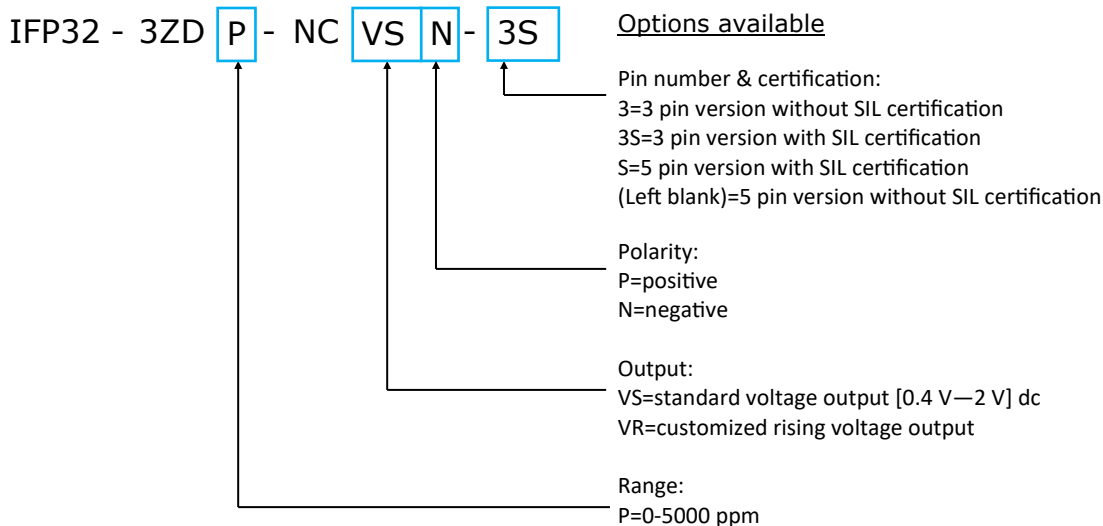 IFP32 - 3ZD P - NC VS N - 3S
Options available
Pin number & certification:
3=3 pin version without SIL certification
3S=3 pin version with SIL certification
S=5 pin version with SIL certification
(Left blank)=5 pin version without SIL certification
Polarity:
P=positive
N=negative
Output:
VS=standard voltage output [0.4 V—2 V] dc
VR=customized rising voltage output
Range:
P=0-5000 ppm